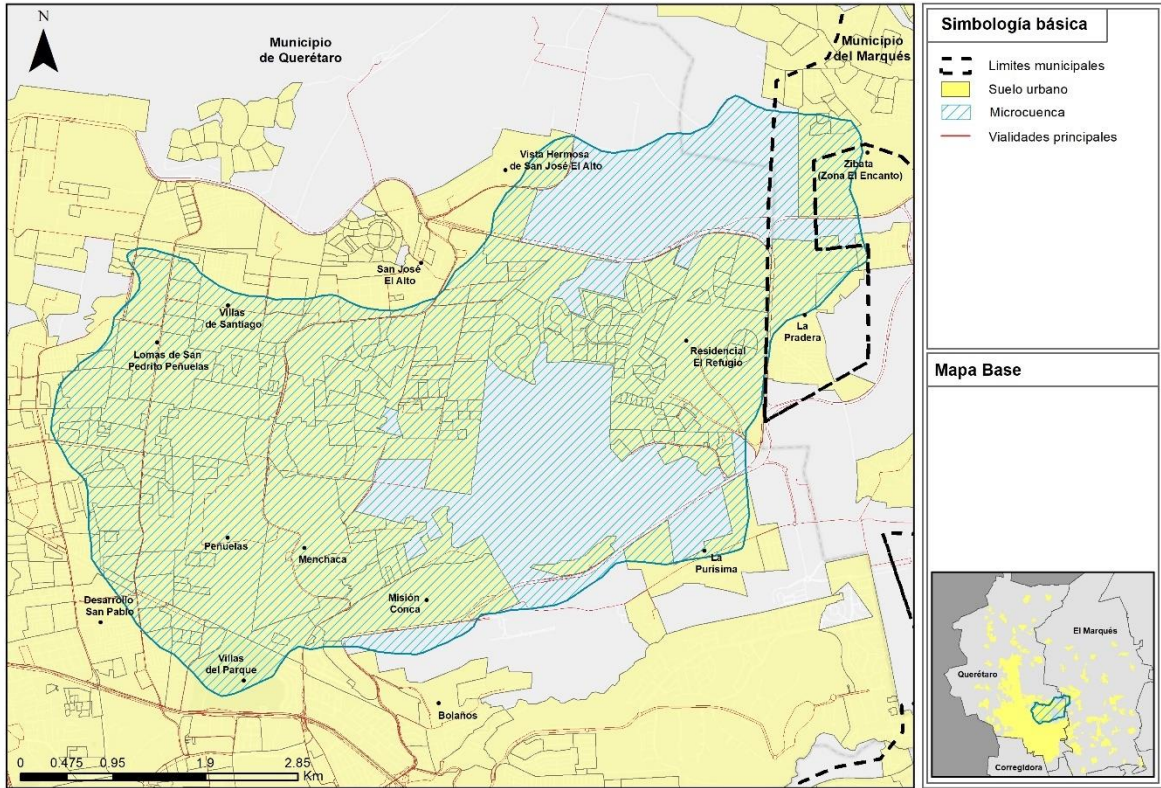 N
Municipio
de Querétaro
Municipio
del Marqués
Vista Hermosa
de San José El Alto
Zibata
(Zona El Encanto)
San José
El Alto
Villas
de Santiago
La
Pradera
Lomas de San
Pedrito Peñuelas
Residencial
El Refugio
Peñuelas
Menchaca
La
Purísima
Misión
Conca
Desarrollo
San Pablo
Villas
del Parque
Bolaños
0 0.475 0.95 1.9 2.85
Km
Simbología básica
Limites municipales
Suelo urbano
Microcuenca
Vialidades principales
Mapa Base
El Marqués
Querétaro
Corregidora